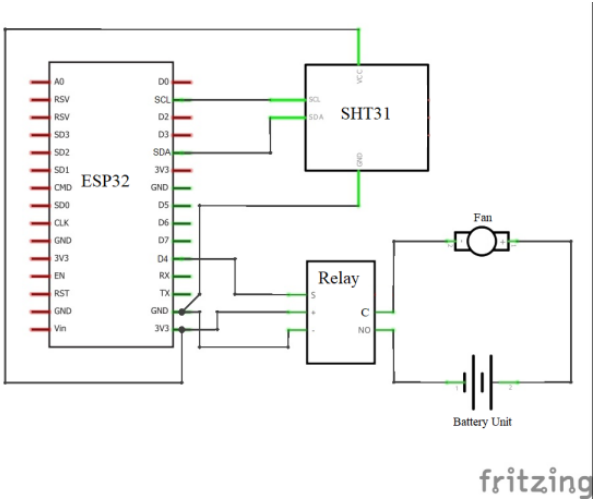 A0
RSV
RSV
SD3
SD2
SD1
CMD
SD0
CLK
GND
3V3
EN
RST
GND
Vin
ESP32
D0
SCL
D2
D3
SDA
3V3
GND
D5
D6
D7
D4
RX
TX
GND
3V3
VCC
SCL
SDA
SHT31
GND
Relay
S
+
-
C
NO
Fan
1
2
Battery Unit
fritzing